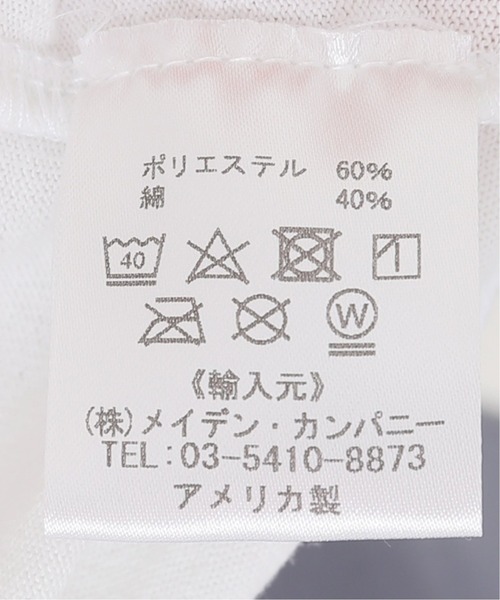 ポリエステル 60%
綿 40%
40
W
《輸入元》
(株)メイデン・カンパニー
TEL:03-5410-8873
アメリカ製